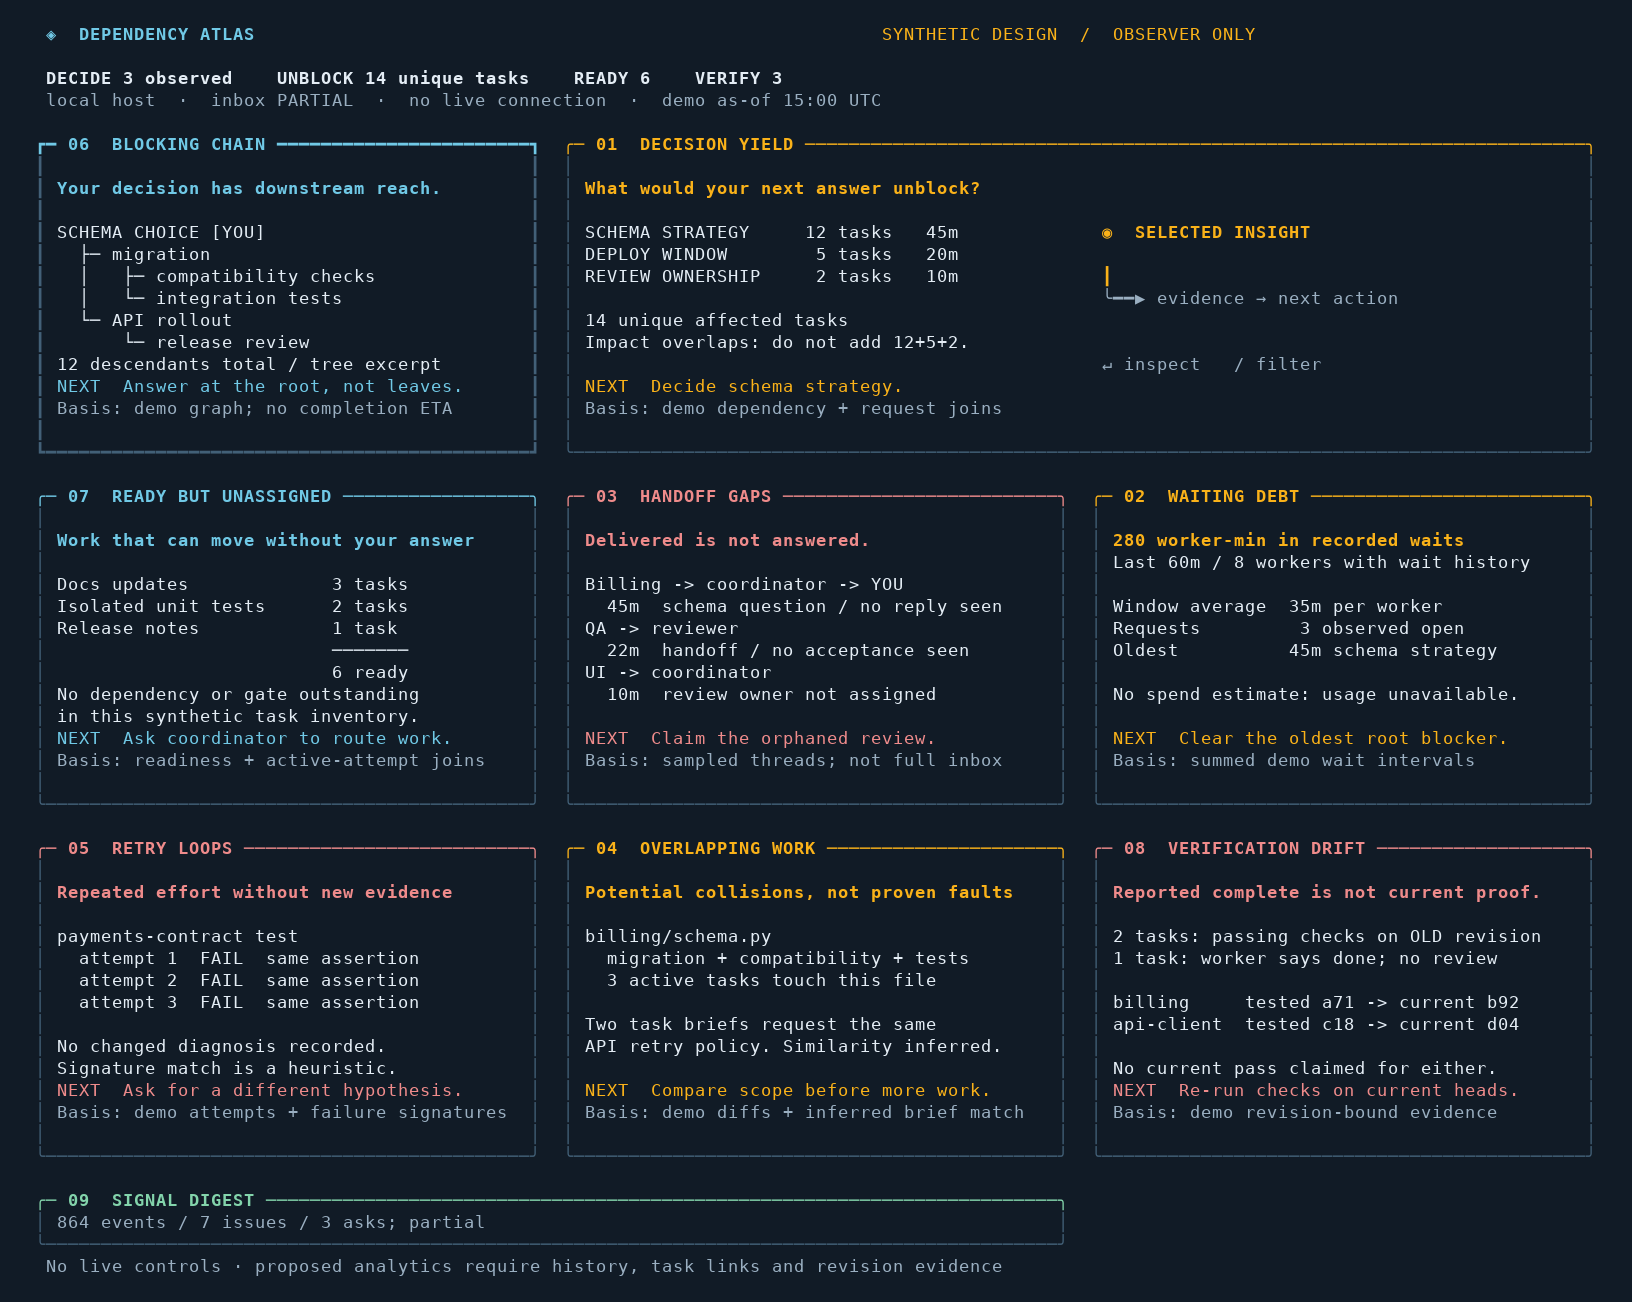 ◈ DEPENDENCY ATLAS
SYNTHETIC DESIGN / OBSERVER ONLY
DECIDE 3 observed UNBLOCK 14 unique tasks READY 6 VERIFY 3
local host · inbox PARTIAL · no live connection · demo as-of 15:00 UTC
06 BLOCKING CHAIN
Your decision has downstream reach.
SCHEMA CHOICE [YOU]
├─ migration
│ ├─ compatibility checks
│ └─ integration tests
└─ API rollout
└─ release review
12 descendants total / tree excerpt
NEXT Answer at the root, not leaves.
Basis: demo graph; no completion ETA
01 DECISION YIELD
What would your next answer unblock?
SCHEMA STRATEGY 12 tasks 45m
DEPLOY WINDOW 5 tasks 20m
REVIEW OWNERSHIP 2 tasks 10m
14 unique affected tasks
Impact overlaps: do not add 12+5+2.
NEXT Decide schema strategy.
Basis: demo dependency + request joins
◉ SELECTED INSIGHT
╰━━▶ evidence → next action
↵ inspect / filter
07 READY BUT UNASSIGNED
Work that can move without your answer
Docs updates 3 tasks
Isolated unit tests 2 tasks
Release notes 1 task
6 ready
No dependency or gate outstanding
in this synthetic task inventory.
NEXT Ask coordinator to route work.
Basis: readiness + active-attempt joins
03 HANDOFF GAPS
Delivered is not answered.
Billing -> coordinator -> YOU
45m schema question / no reply seen
QA -> reviewer
22m handoff / no acceptance seen
UI -> coordinator
10m review owner not assigned
NEXT Claim the orphaned review.
Basis: sampled threads; not full inbox
02 WAITING DEBT
280 worker-min in recorded waits
Last 60m / 8 workers with wait history
Window average 35m per worker
Requests 3 observed open
Oldest 45m schema strategy
No spend estimate: usage unavailable.
NEXT Clear the oldest root blocker.
Basis: summed demo wait intervals
05 RETRY LOOPS
Repeated effort without new evidence
payments-contract test
attempt 1 FAIL same assertion
attempt 2 FAIL same assertion
attempt 3 FAIL same assertion
No changed diagnosis recorded.
Signature match is a heuristic.
NEXT Ask for a different hypothesis.
Basis: demo attempts + failure signatures
04 OVERLAPPING WORK
Potential collisions, not proven faults
billing/schema.py
migration + compatibility + tests
3 active tasks touch this file
Two task briefs request the same
API retry policy. Similarity inferred.
NEXT Compare scope before more work.
Basis: demo diffs + inferred brief match
08 VERIFICATION DRIFT
Reported complete is not current proof.
2 tasks: passing checks on OLD revision
1 task: worker says done; no review
billing tested a71 -> current b92
api-client tested c18 -> current d04
No current pass claimed for either.
NEXT Re-run checks on current heads.
Basis: demo revision-bound evidence
09 SIGNAL DIGEST
864 events / 7 issues / 3 asks; partial
No live controls · proposed analytics require history, task links and revision evidence